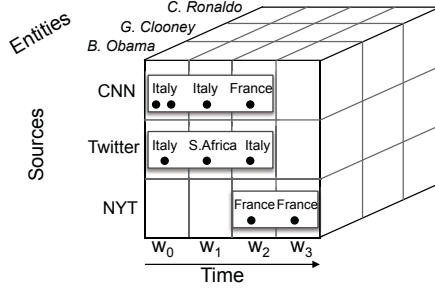 C. Ronaldo
G. Clooney
B. Obama
Entities
Sources
CNN
Italy Italy France
Twitter
Italy S.Africa Italy
NYT
France France
w0 w1 w2 w3
Time